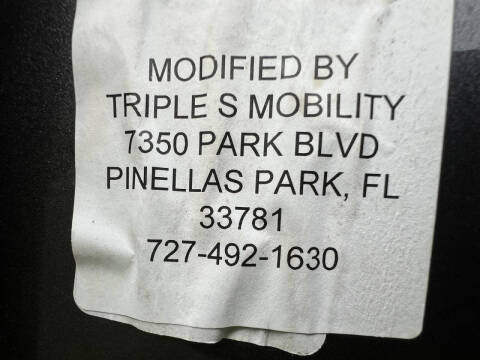 MODIFIED BY
TRIPLE S MOBILITY
7350 PARK BLVD
PINELLAS PARK, FL
33781
727-492-1630